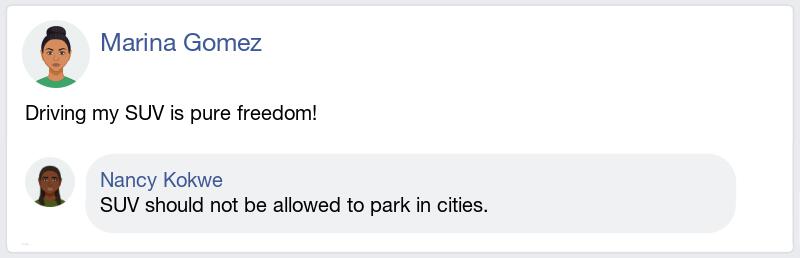 Marina Gomez
Driving my SUV is pure freedom!
Nancy Kokwe
SUV should not be allowed to park in cities.